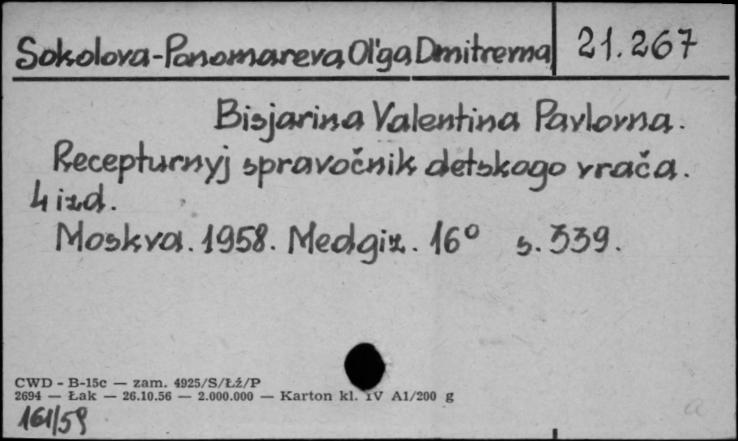 Sokolova-Ponomareva Ol'ga Dmitrevna 21.267
Bisjarina Valentina Pavlovna.
Recepturnyj spravočnik detskogo vrača.
4 izd.
Moskva. 1958. Medgiz. 16° s. 339.
CWD - B-15c — zam. 4925/S/Łź/P
2694 — Łak — 26.10.56 — 2.000.000 — Karton kl. IV A1/200 g
161/59
a